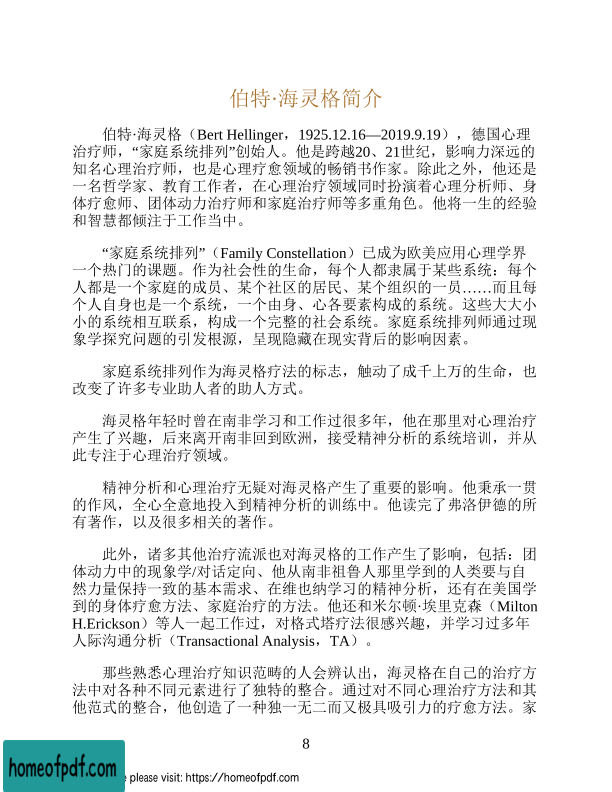 伯特·海灵格简介
伯特·海灵格（Bert Hellinger，1925.12.16—2019.9.19），德国心理
治疗师，“家庭系统排列”创始人。他是跨越20、21世纪，影响力深远的
知名心理治疗师，也是心理疗愈领域的畅销书作家。除此之外，他还是
一名哲学家、教育工作者，在心理治疗领域同时扮演着心理分析师、身
体疗愈师、团体动力治疗师和家庭治疗师等多重角色。他将一生的经验
和智慧都倾注于工作当中。
“家庭系统排列”（Family Constellation）已成为欧美应用心理学界
一个热门的课题。作为社会性的生命，每个人都隶属于某些系统：每个
人都是一个家庭的成员、某个社区的居民、某个组织的一员……而且每
个人自身也是一个系统，一个由身、心各要素构成的系统。这些大大小
小的系统相互联系，构成一个完整的社会系统。家庭系统排列师通过现
象学探究问题的引发根源，呈现隐藏在现实背后的影响因素。
家庭系统排列作为海灵格疗法的标志，触动了成千上万的生命，也
改变了许多专业助人者的助人方式。
海灵格年轻时曾在南非学习和工作过很多年，他在那里对心理治疗
产生了兴趣，后来离开南非回到欧洲，接受精神分析的系统培训，并从
此专注于心理治疗领域。
精神分析和心理治疗无疑对海灵格产生了重要的影响。他秉承一贯
的作风，全心全意地投入到精神分析的训练中。他读完了弗洛伊德的所
有著作，以及很多相关的著作。
此外，诸多其他治疗流派也对海灵格的工作产生了影响，包括：团
体动力中的现象学/对话定向、他从南非祖鲁人那里学到的人类要与自
然力量保持一致的基本需求、在维也纳学习的精神分析，还有在美国学
到的身体疗愈方法、家庭治疗的方法。他还和米尔顿·埃里克森（Milton
H.Erickson）等人一起工作过，对格式塔疗法很感兴趣，并学习过多年
人际沟通分析（Transactional Analysis，TA）。
那些熟悉心理治疗知识范畴的人会辨认出，海灵格在自己的治疗方
法中对各种不同元素进行了独特的整合。通过对不同心理治疗方法和其
他范式的整合，他创造了一种独一无二而又极具吸引力的疗愈方法。家
8
homeofpdf.com
please visit: https://homeofpdf.com